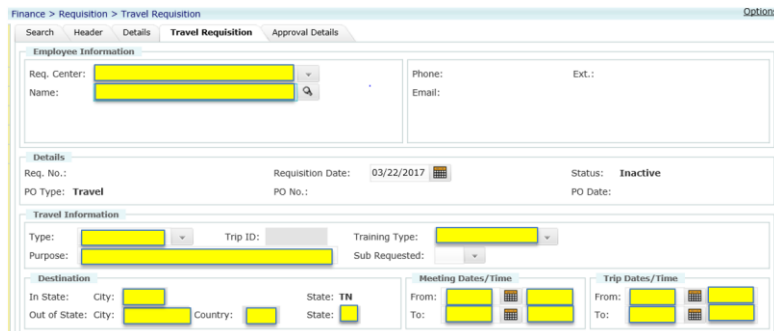 Finance > Requisition > Travel Requisition Options
Search Header Details Travel Requisition Approval Details
Employee Information
Req. Center:
Name:
Phone: Ext.:
Email:
Details
Req. No.: Requisition Date: 03/22/2017 Status: Inactive
PO Type: Travel PO No.: PO Date:
Travel Information
Type: Trip ID: Training Type:
Purpose: Sub Requested:
Destination Meeting Dates/Time Trip Dates/Time
In State: City: State: TN From: From:
Out of State: City: Country: State: To: To: